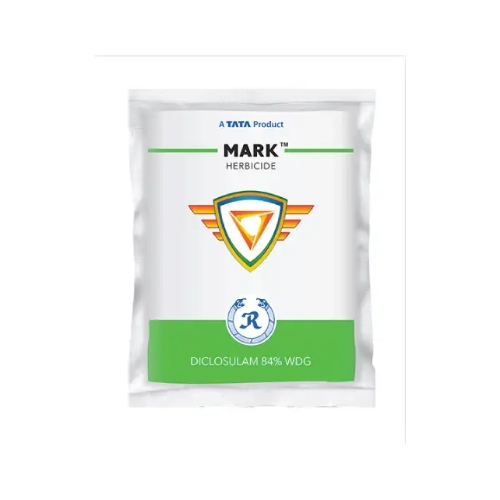 A TATA Product
MARK™
HERBICIDE
R
DICLOSULAM 84% WDG